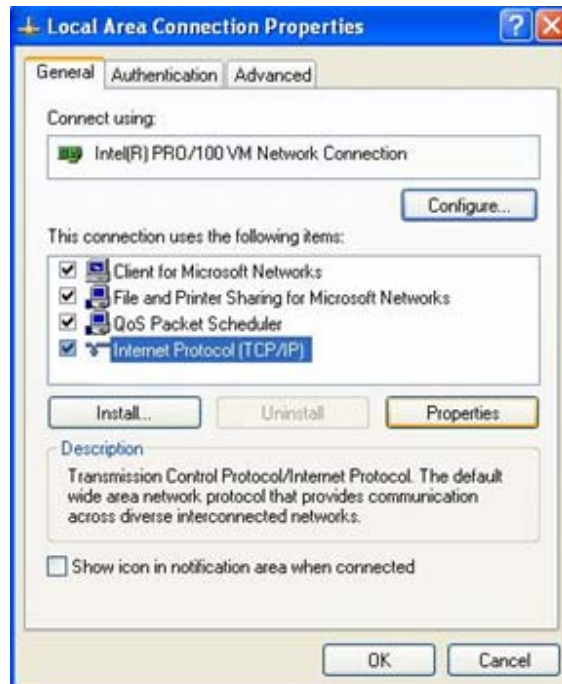 Local Area Connection Properties
General Authentication Advanced
Connect using:
Intel(R) PRO/100 VM Network Connection
Configure...
This connection uses the following items:
Client for Microsoft Networks
File and Printer Sharing for Microsoft Networks
QoS Packet Scheduler
Internet Protocol (TCP/IP)
Install... Uninstall Properties
Description
Transmission Control Protocol/Internet Protocol. The default
wide area network protocol that provides communication
across diverse interconnected networks.
Show icon in notification area when connected
OK Cancel